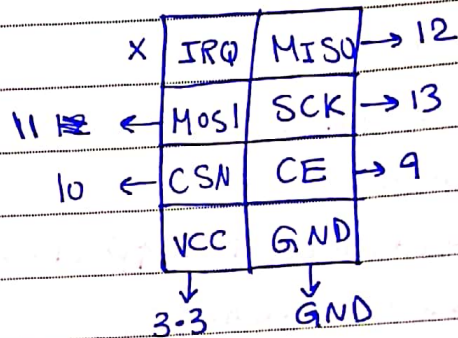 X IRQ MISO → 12
11 ← MOSI SCK → 13
10 ← CSN CE → 9
VCC GND
3.3 GND